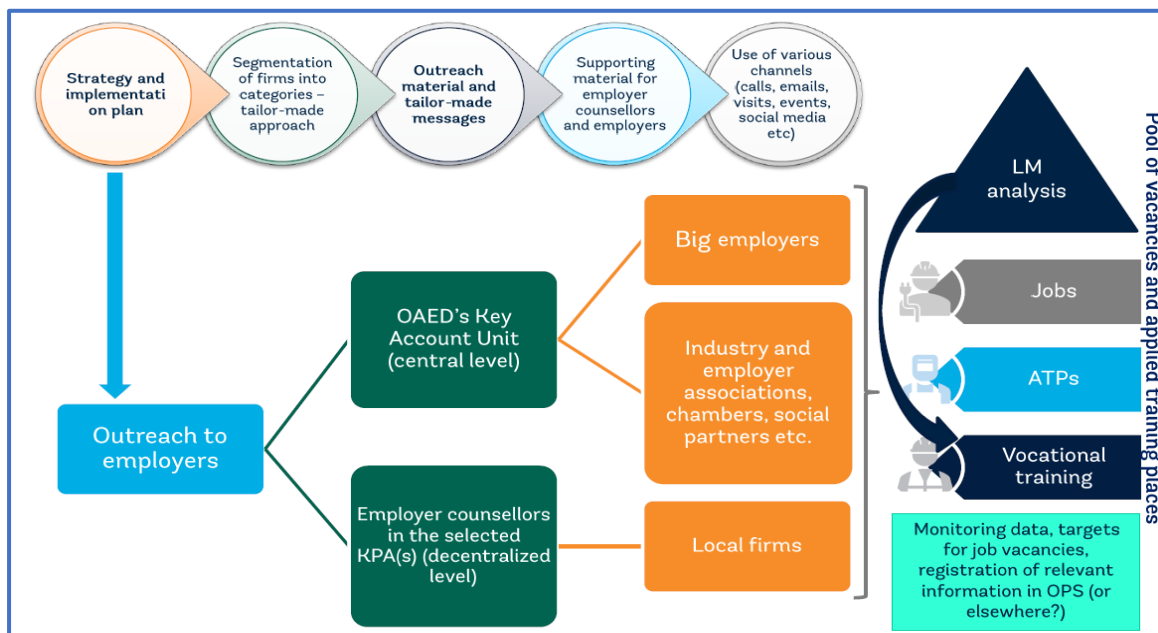 Strategy and
implementati
on plan
Segmentation
of firms into
categories –
tailor-made
approach
Outreach
material and
tailor-made
messages
Supporting
material for
employer
counsellors
and employers
Use of various
channels
(calls, emails,
visits, events,
social media
etc)
Outreach to
employers
OAED’s Key
Account Unit
(central level)
Employer counsellors
in the selected
KPA(s) (decentralized
level)
Big employers
Industry and
employer
associations,
chambers, social
partners etc.
Local firms
LM
analysis
Jobs
ATPs
Vocational
training
Pool of vacancies and applied training places
Monitoring data, targets
for job vacancies,
registration of relevant
information in OPS (or
elsewhere?)